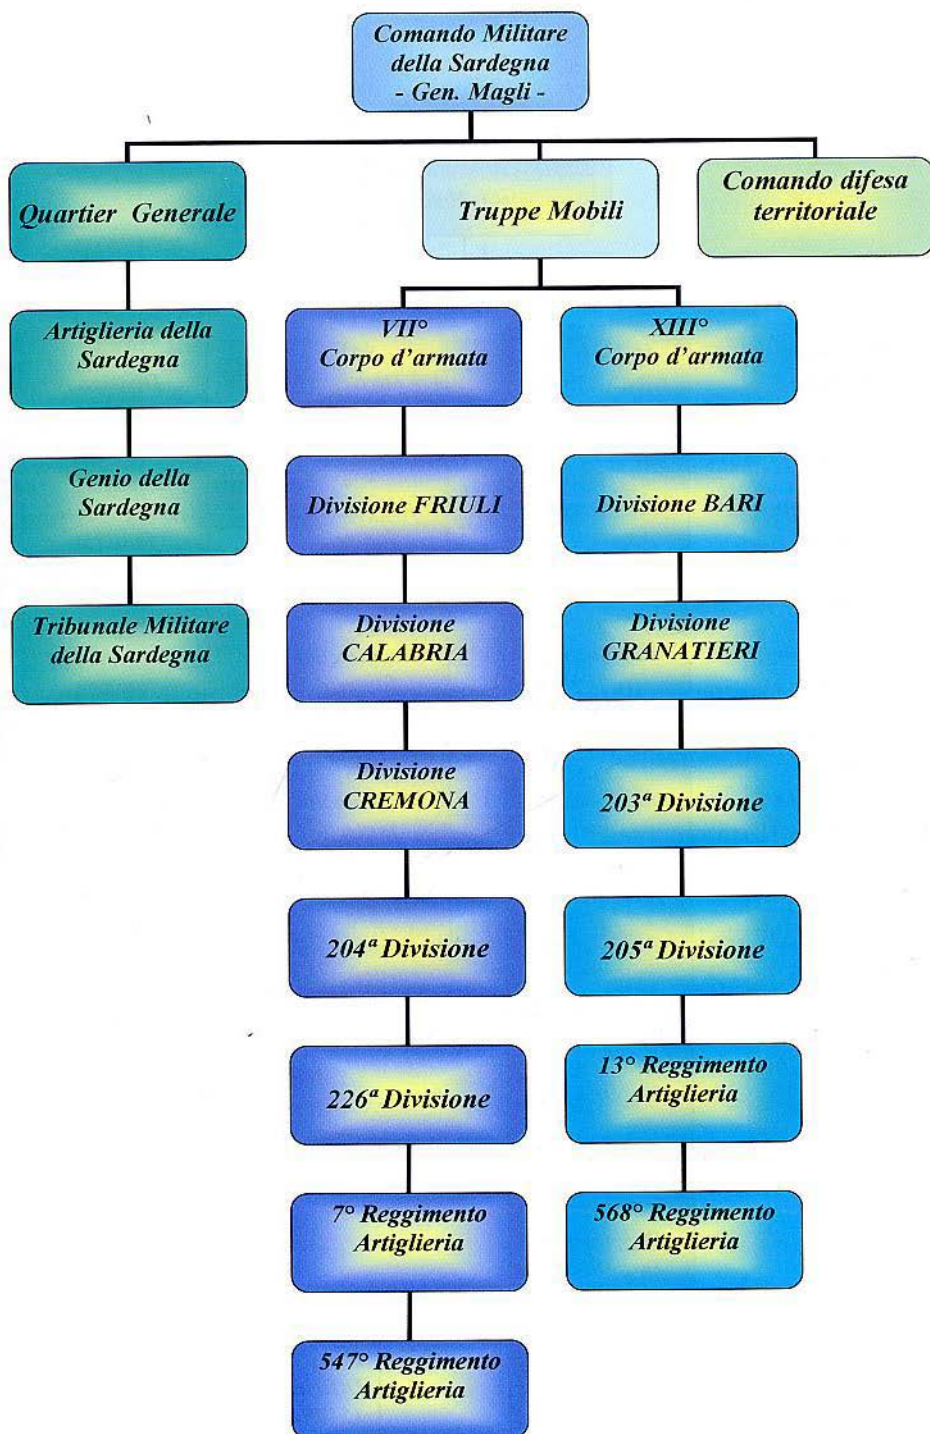 Comando Militare
della Sardegna
- Gen. Magli -
Quartier Generale
Truppe Mobili
Comando difesa
territoriale
Artiglieria della
Sardegna
Genio della
Sardegna
Tribunale Militare
della Sardegna
VII°
Corpo d'armata
Divisione FRIULI
Divisione
CALABRIA
Divisione
CREMONA
204ª Divisione
226ª Divisione
7° Reggimento
Artiglieria
547° Reggimento
Artiglieria
XIII°
Corpo d'armata
Divisione BARI
Divisione
GRANATIERI
203ª Divisione
205ª Divisione
13° Reggimento
Artiglieria
568° Reggimento
Artiglieria